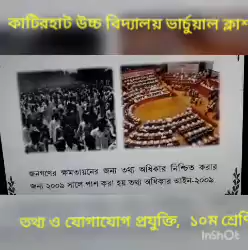 কাটিরহাট উচ্চ বিদ্যালয় ভার্চুয়াল ক্লাশ
জনগণের ক্ষমতায়নের জন্য তথ্য অধিকার নিশ্চিত করার
জন্য ২০০৯ সালে পাশ করা হয় তথ্য অধিকার আইন-২০০৯
তথ্য ও যোগাযোগ প্রযুক্তি, ১০ম শ্রেণি
InShOt